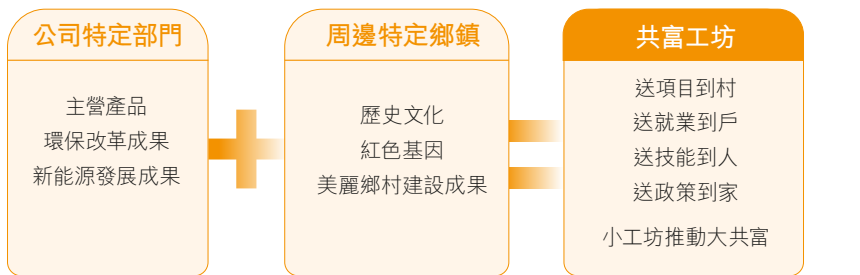 公司特定部門
主營產品
環保改革成果
新能源發展成果
周邊特定鄉鎮
歷史文化
紅色基因
美麗鄉村建設成果
共富工坊
送項目到村
送就業到戶
送技能到人
送政策到家
小工坊推動大共富